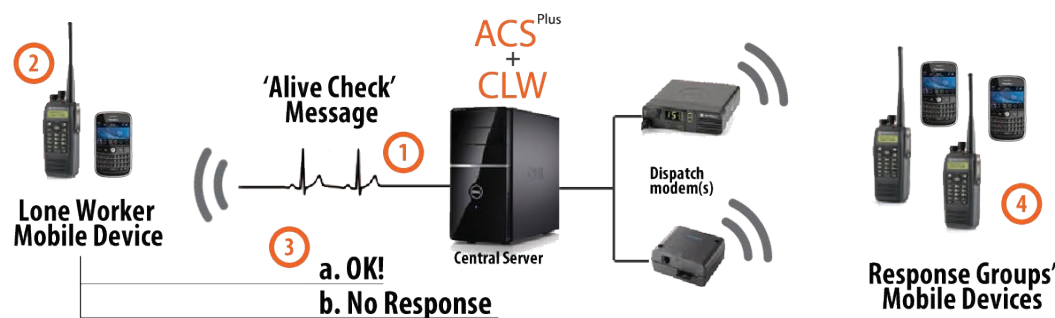 2
Lone Worker
Mobile Device
'Alive Check'
Message
1
3
a. OK!
b. No Response
ACS Plus
+
CLW
Central Server
Dispatch
modem(s)
4
Response Groups'
Mobile Devices